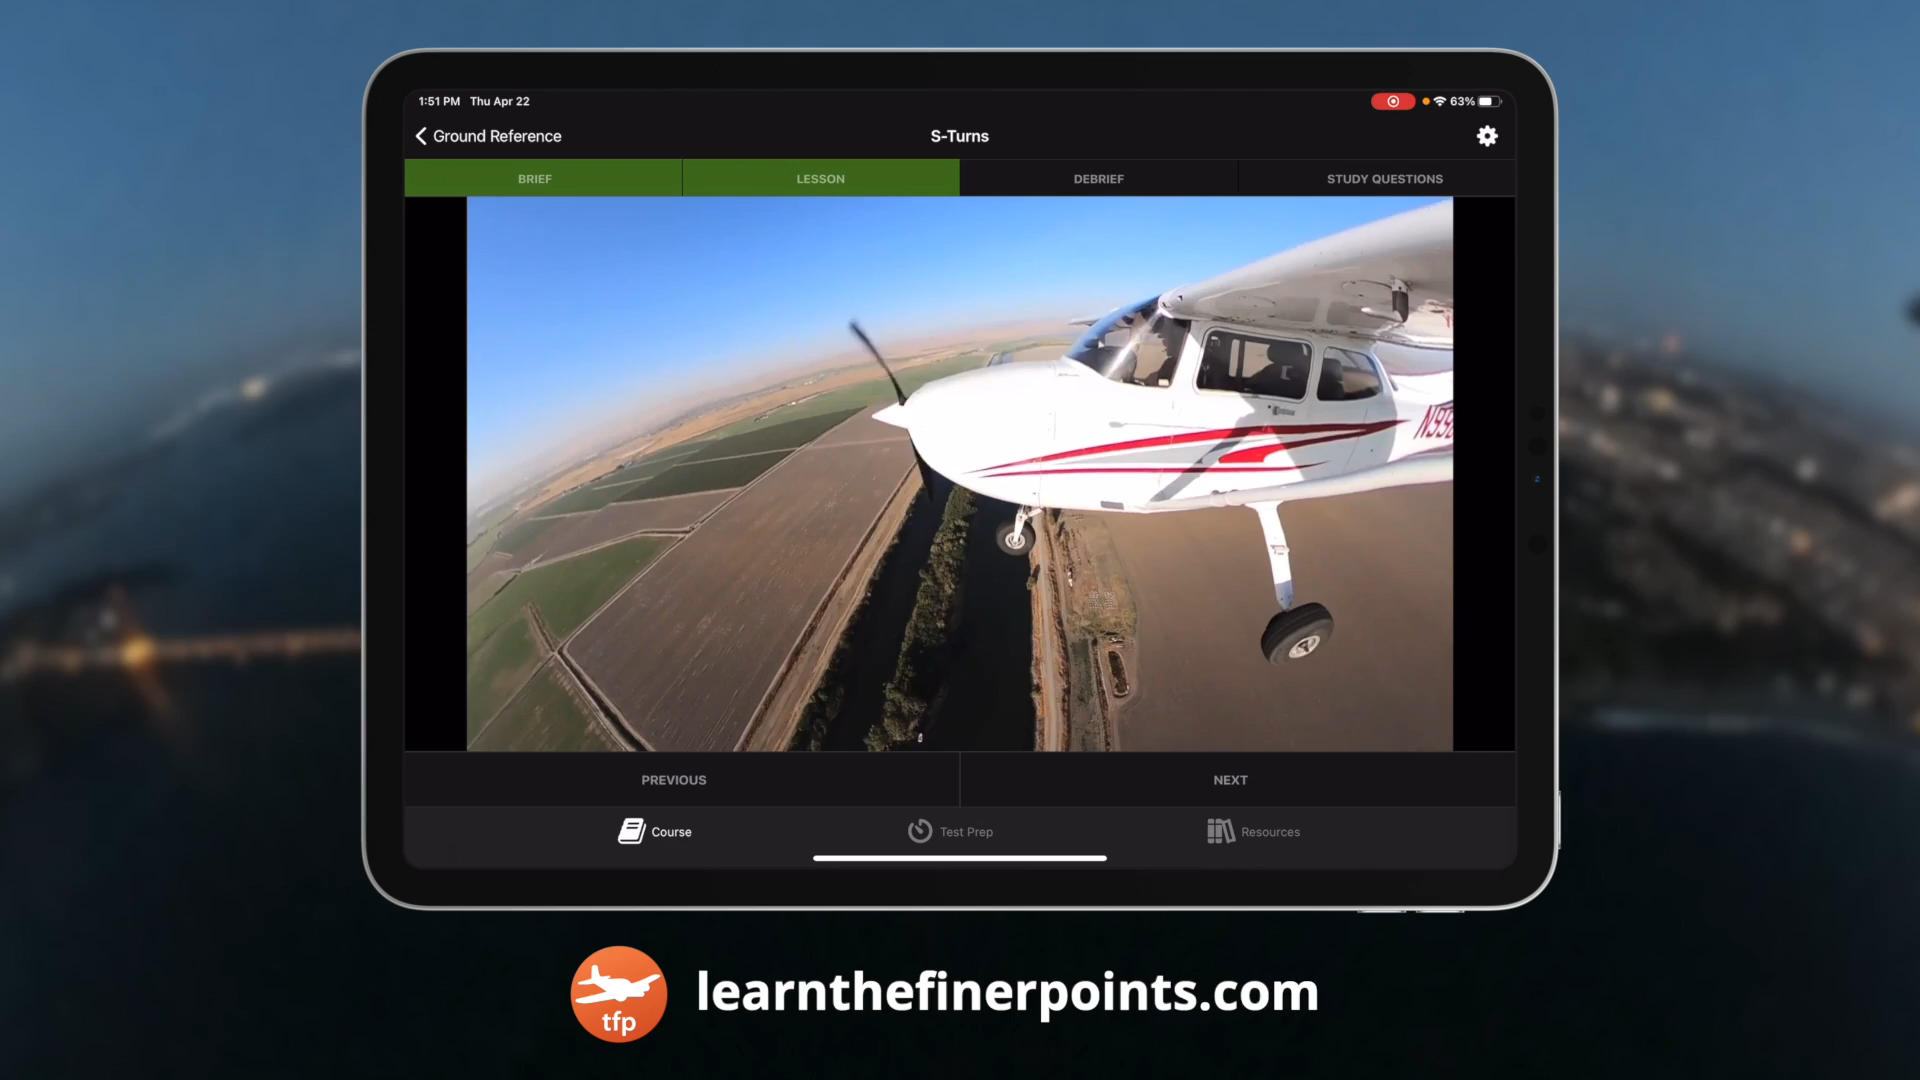 1:51 PM Thu Apr 22
63%
Ground Reference
S-Turns
BRIEF
LESSON
DEBRIEF
STUDY QUESTIONS
PREVIOUS
NEXT
Course
Test Prep
Resources
tfp
learnthefinerpoints.com